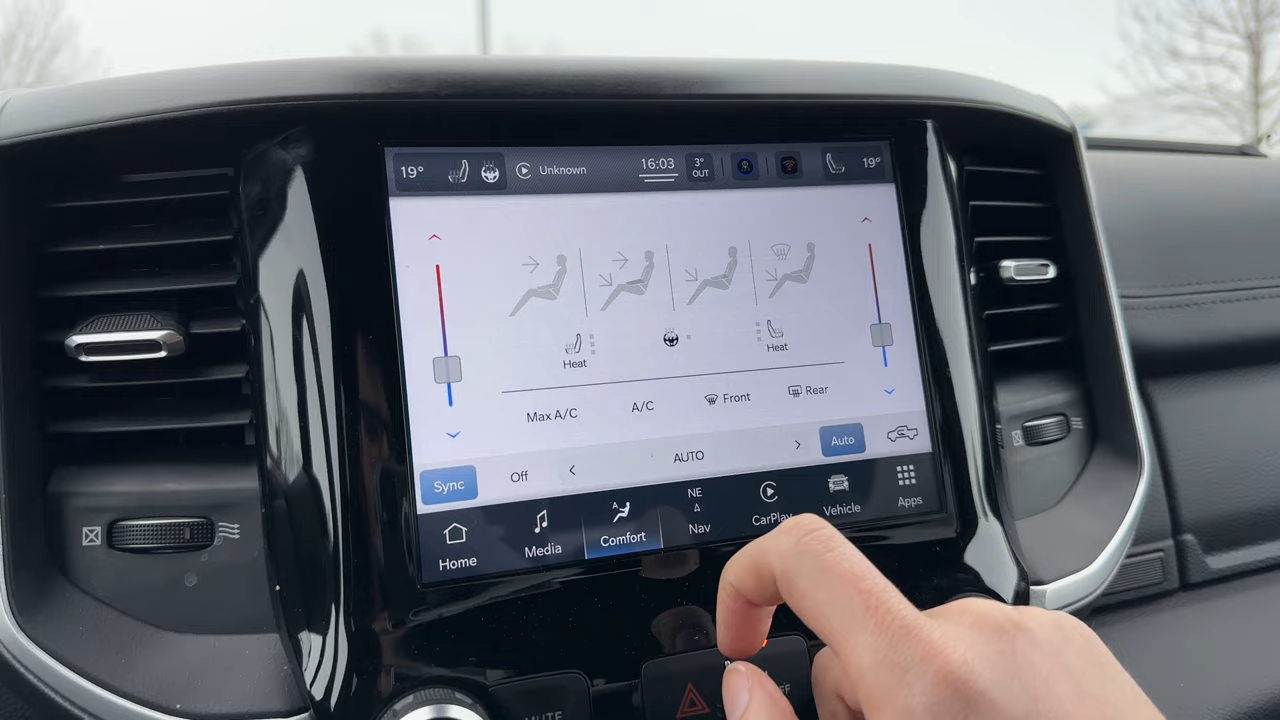 19° Unknown 16:03 3° OUT 19°
Heat Heat
Max A/C A/C Front Rear
Sync Off < AUTO > Auto
Home Media Comfort NE Nav CarPlay Vehicle Apps
MUTE